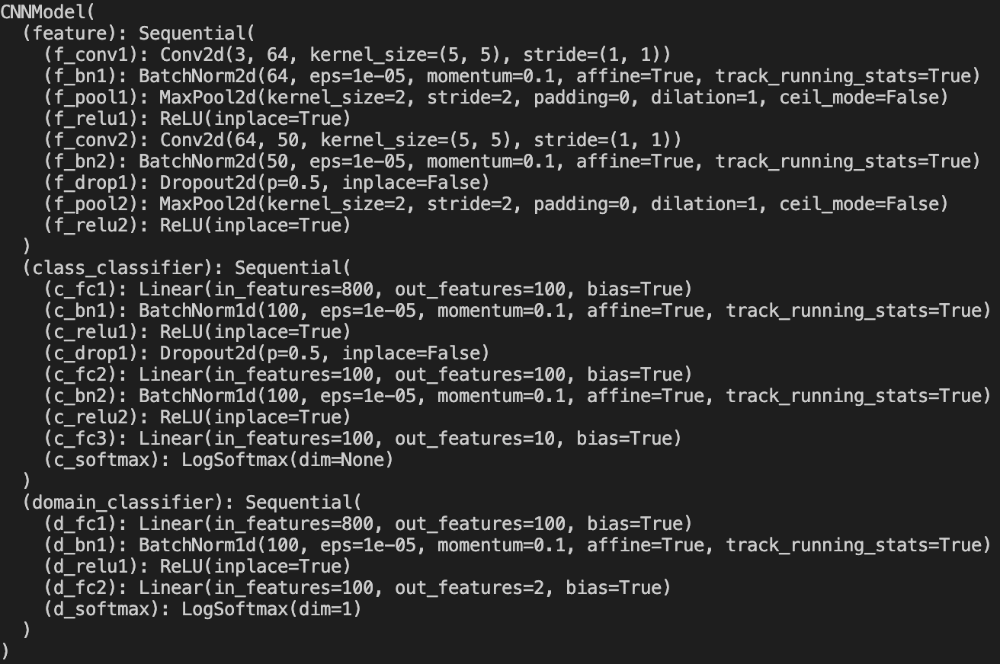 CNNModel(
  (feature): Sequential(
    (f_conv1): Conv2d(3, 64, kernel_size=(5, 5), stride=(1, 1))
    (f_bn1): BatchNorm2d(64, eps=1e-05, momentum=0.1, affine=True, track_running_stats=True)
    (f_pool1): MaxPool2d(kernel_size=2, stride=2, padding=0, dilation=1, ceil_mode=False)
    (f_relu1): ReLU(inplace=True)
    (f_conv2): Conv2d(64, 50, kernel_size=(5, 5), stride=(1, 1))
    (f_bn2): BatchNorm2d(50, eps=1e-05, momentum=0.1, affine=True, track_running_stats=True)
    (f_drop1): Dropout2d(p=0.5, inplace=False)
    (f_pool2): MaxPool2d(kernel_size=2, stride=2, padding=0, dilation=1, ceil_mode=False)
    (f_relu2): ReLU(inplace=True)
  )
  (class_classifier): Sequential(
    (c_fc1): Linear(in_features=800, out_features=100, bias=True)
    (c_bn1): BatchNorm1d(100, eps=1e-05, momentum=0.1, affine=True, track_running_stats=True)
    (c_relu1): ReLU(inplace=True)
    (c_drop1): Dropout2d(p=0.5, inplace=False)
    (c_fc2): Linear(in_features=100, out_features=100, bias=True)
    (c_bn2): BatchNorm1d(100, eps=1e-05, momentum=0.1, affine=True, track_running_stats=True)
    (c_relu2): ReLU(inplace=True)
    (c_fc3): Linear(in_features=100, out_features=10, bias=True)
    (c_softmax): LogSoftmax(dim=None)
  )
  (domain_classifier): Sequential(
    (d_fc1): Linear(in_features=800, out_features=100, bias=True)
    (d_bn1): BatchNorm1d(100, eps=1e-05, momentum=0.1, affine=True, track_running_stats=True)
    (d_relu1): ReLU(inplace=True)
    (d_fc2): Linear(in_features=100, out_features=2, bias=True)
    (d_softmax): LogSoftmax(dim=1)
  )
)